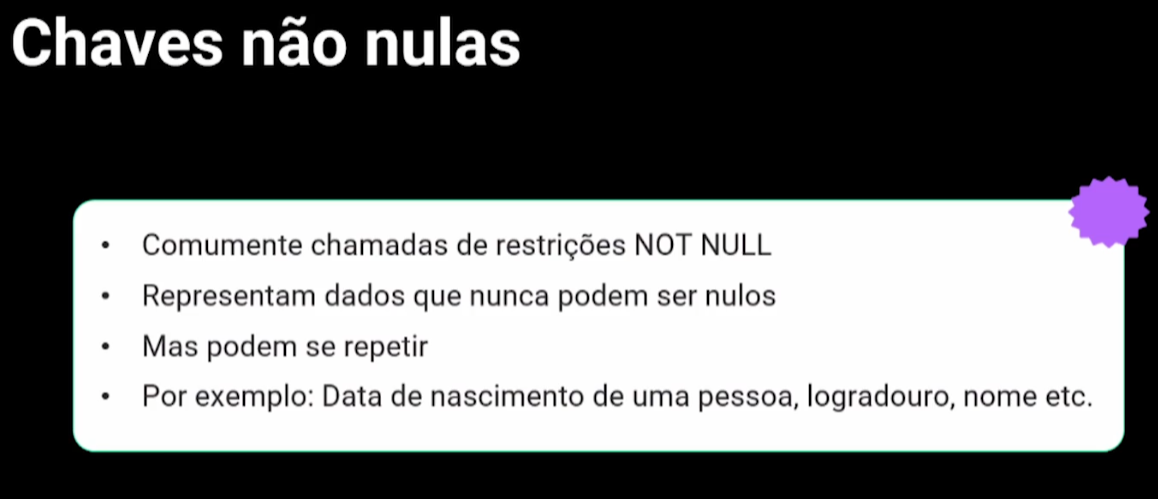 Chaves não nulas
• Comumente chamadas de restrições NOT NULL
• Representam dados que nunca podem ser nulos
• Mas podem se repetir
• Por exemplo: Data de nascimento de uma pessoa, logradouro, nome etc.